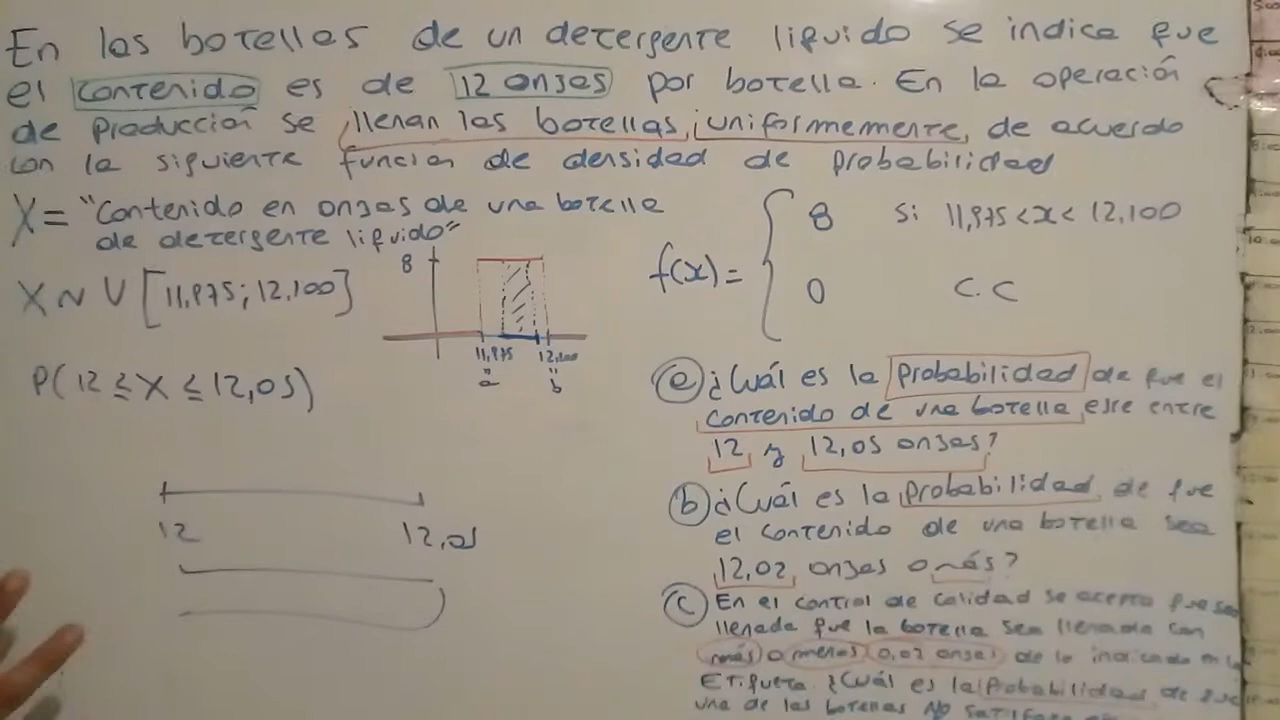 En las botellas de un detergente liquido se indica que
el contenido es de 12 onzas por botella. En la operación
de producción se llenan las botellas uniformemente, de acuerdo
con la siguiente función de densidad de probabilidad
X = "Contenido en onzas de una botella
de detergente liquido"
X ~ U [11,975; 12,100]
8
11,975 12,100
a b
f(x) =
8 si 11,975 < x < 12,100
0 C.C
P(12 ≤ X ≤ 12,05)
12 12,05
a ¿Cuál es la probabilidad de que el
contenido de una botella este entre
12 y 12,05 onzas?
b ¿Cuál es la probabilidad de que
el contenido de una botella sea
12,02 onzas o más?
c En el control de calidad se acepta que sea
llenada que la botella sea llenada con
más o menos 0,02 onzas de lo indicado en la
Etiqueta. ¿Cuál es la probabilidad de que
una de las botellas NO